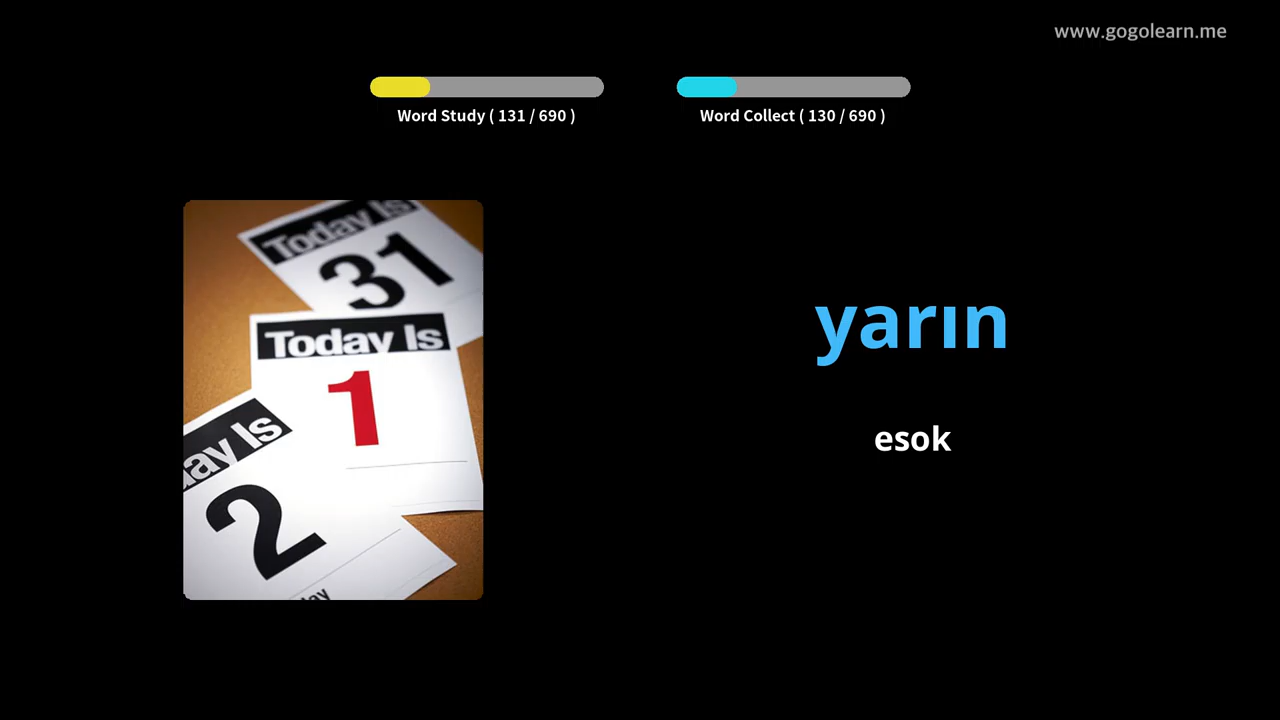 www.gogolearn.me
Word Study ( 131 / 690 )
Word Collect ( 130 / 690 )
Today Is
31
Today Is
1
ay Is
2
yarın
esok